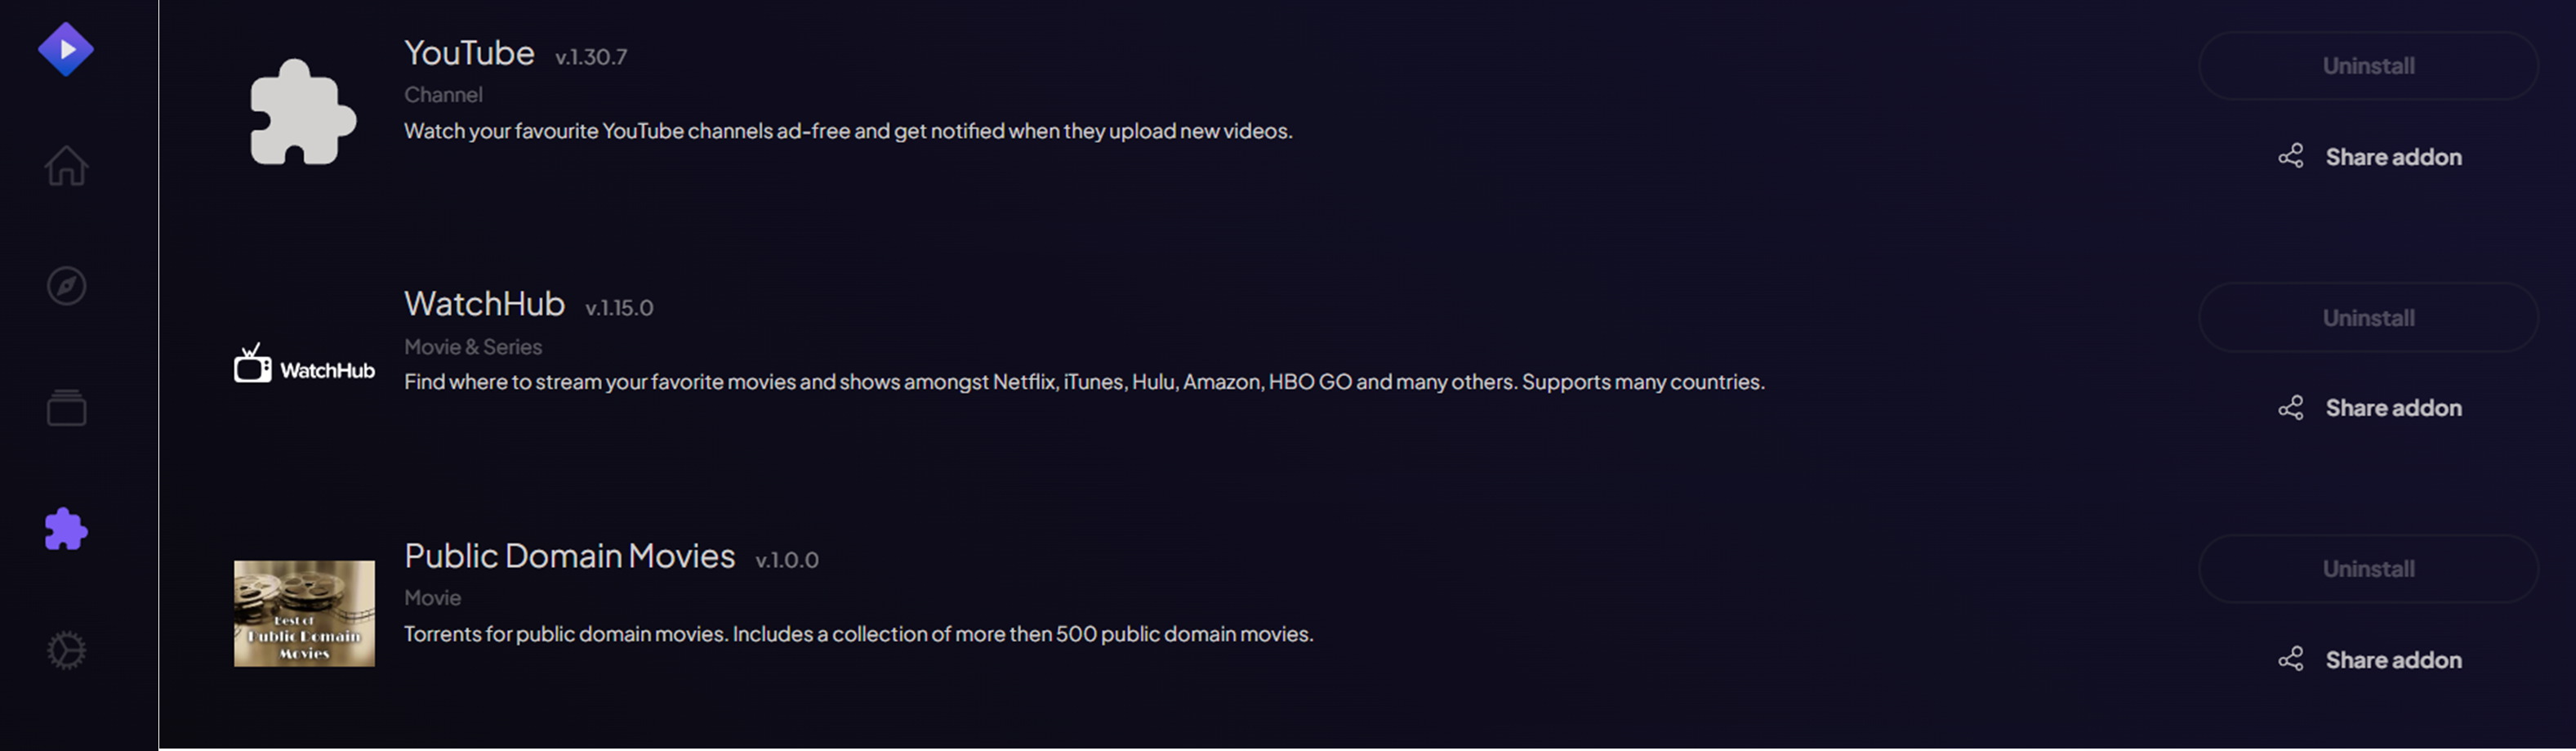 YouTube v.1.30.7
Uninstall
Channel
Watch your favourite YouTube channels ad-free and get notified when they upload new videos.
Share addon
WatchHub v.1.15.0
Uninstall
Movie & Series
WatchHub
Find where to stream your favorite movies and shows amongst Netflix, iTunes, Hulu, Amazon, HBO GO and many others. Supports many countries.
Share addon
Public Domain Movies v.1.0.0
Uninstall
Movie
Best of
Public Domain
Movies
Torrents for public domain movies. Includes a collection of more then 500 public domain movies.
Share addon